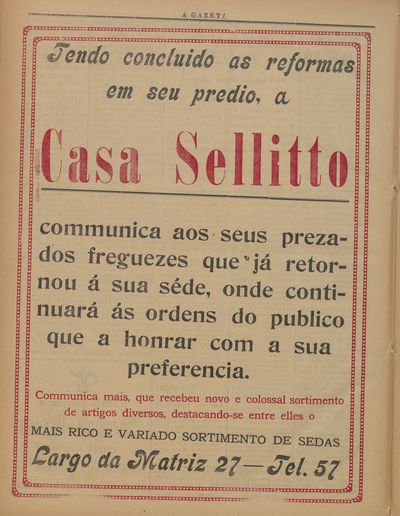 A GAZETA
Tendo concluido as reformas
em seu predio, a
Casa Sellitto
communica aos seus preza-
dos freguezes que já retor-
nou á sua séde, onde conti-
nuará ás ordens do publico
que a honrar com a sua
preferencia.
Communica mais, que recebeu novo e colossal sortimento
de artigos diversos, destacando-se entre elles o
MAIS RICO E VARIADO SORTIMENTO DE SEDAS
Largo da Matriz 27 — Tel. 57